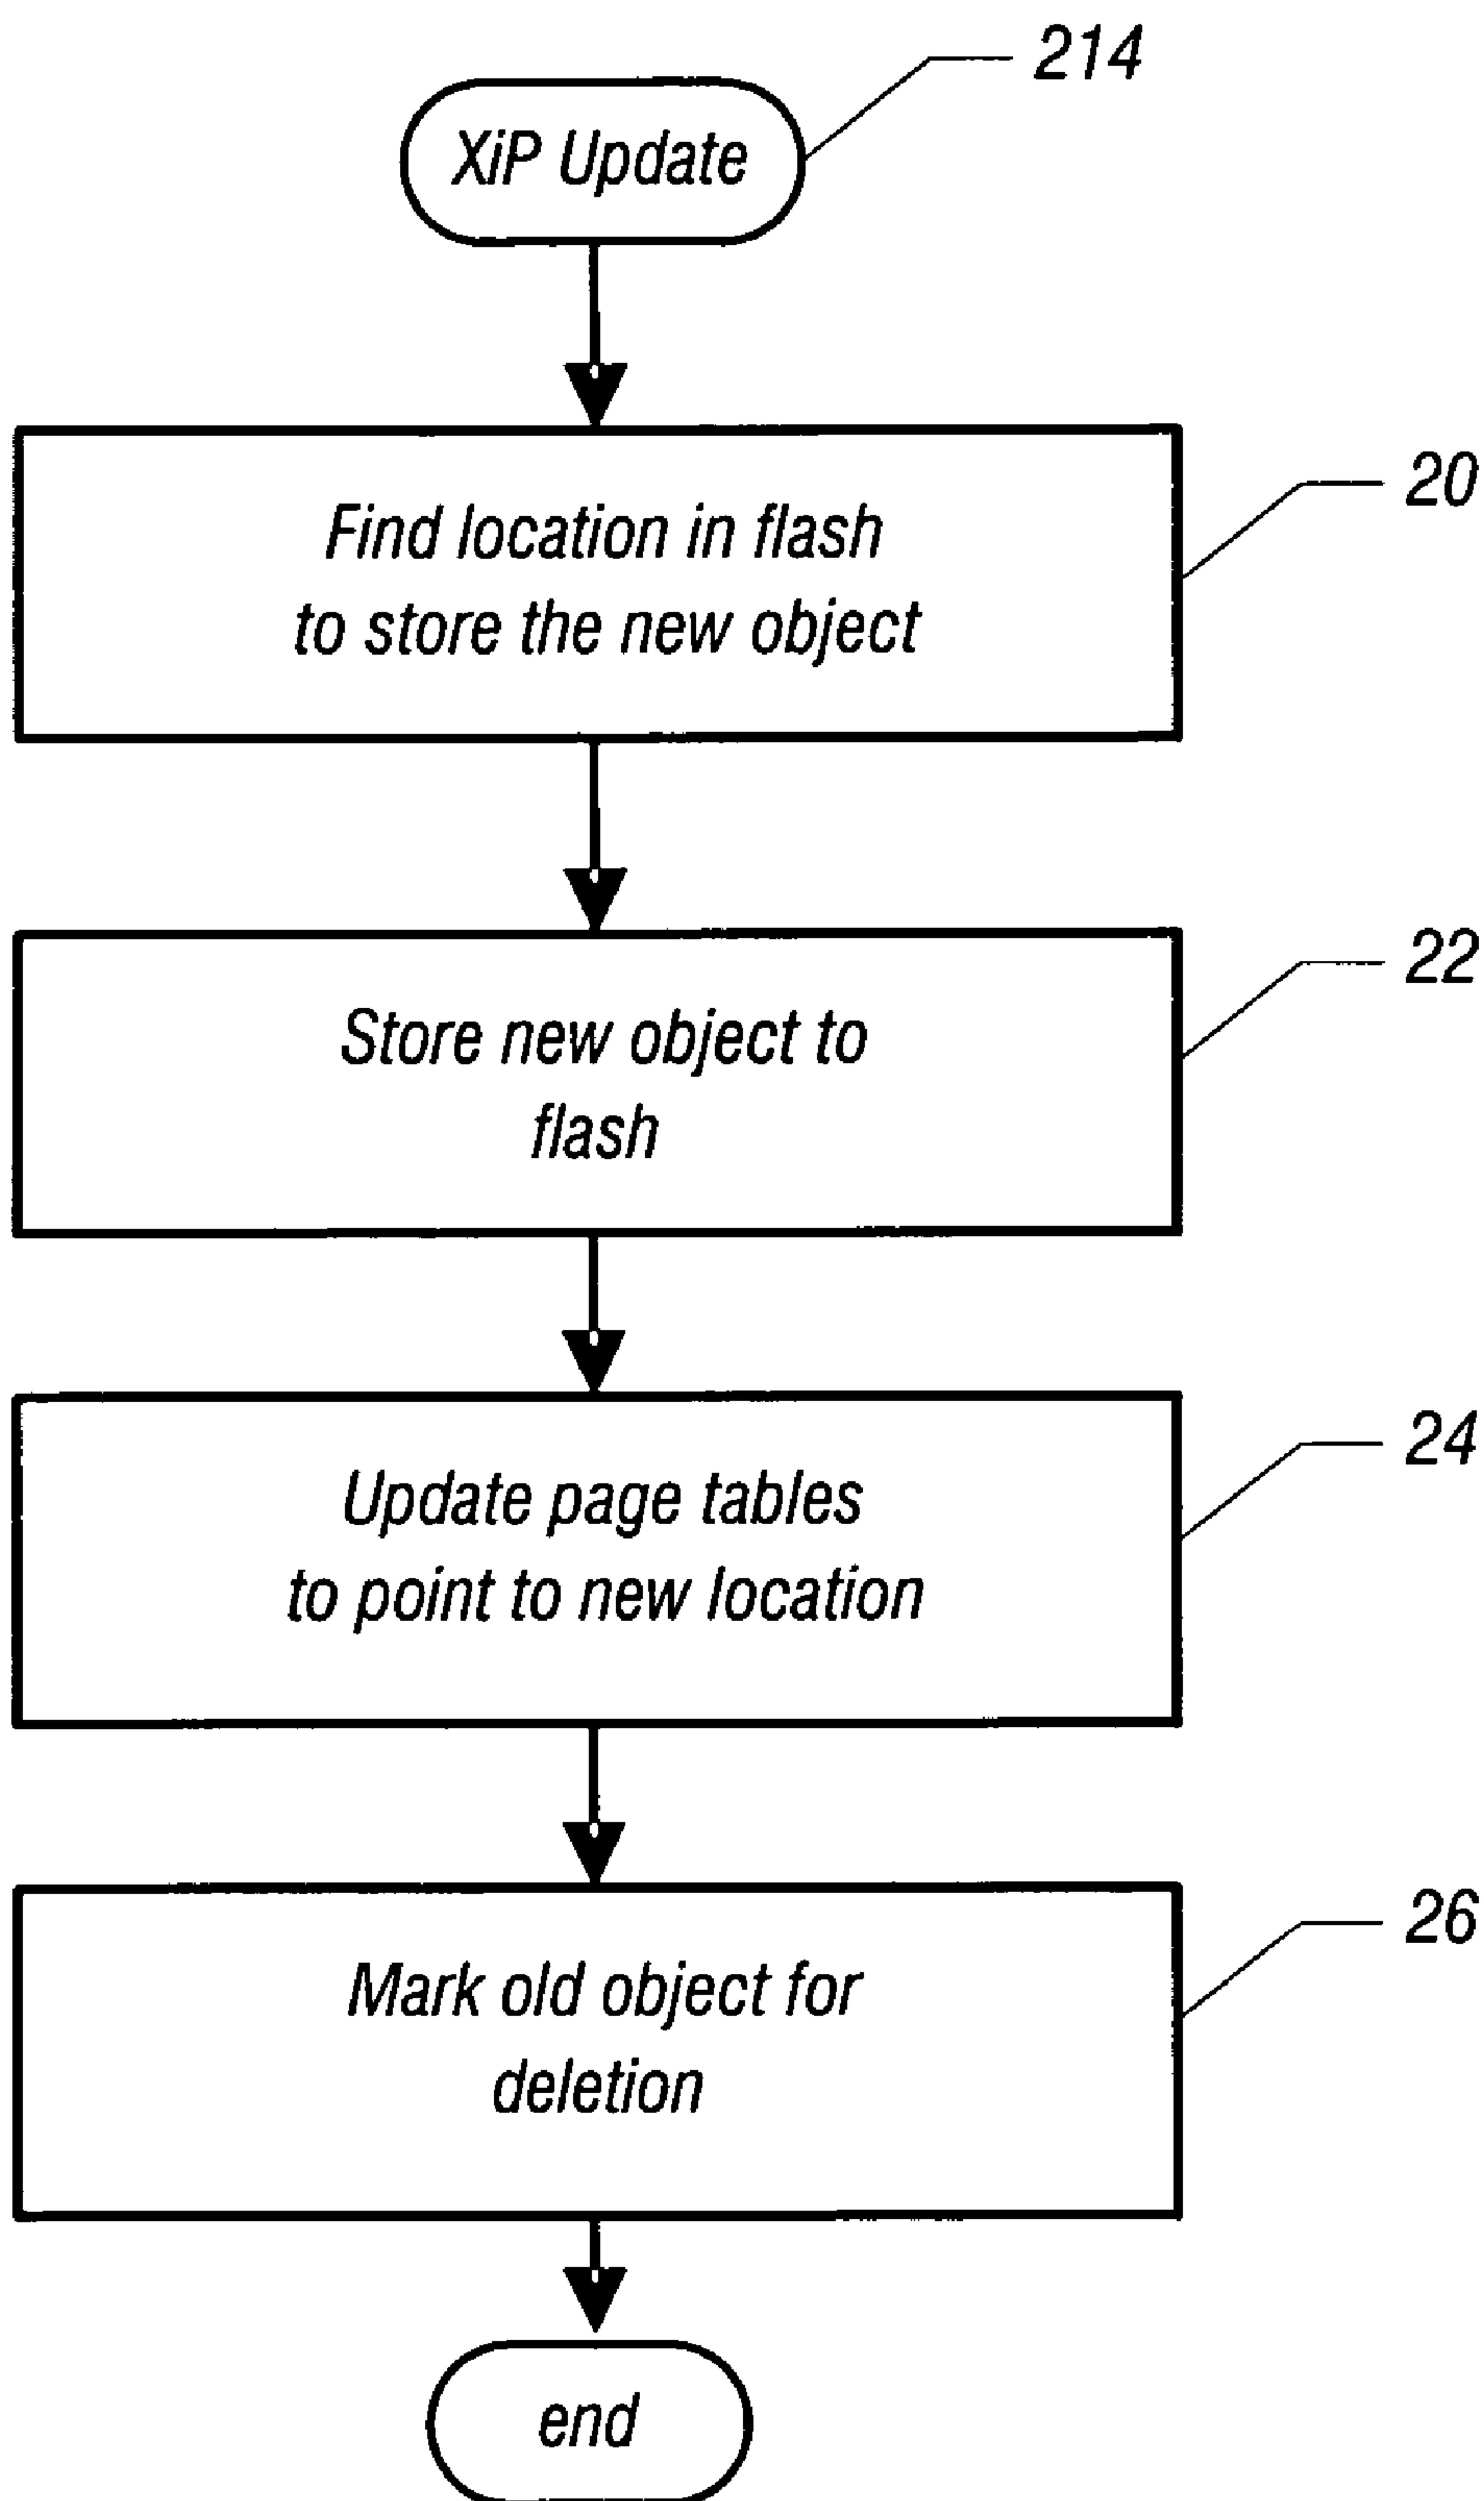 214
XiP Update
20
Find location in flash
to store the new object
22
Store new object to
flash
24
Update page tables
to point to new location
26
Mark old object for
deletion
end